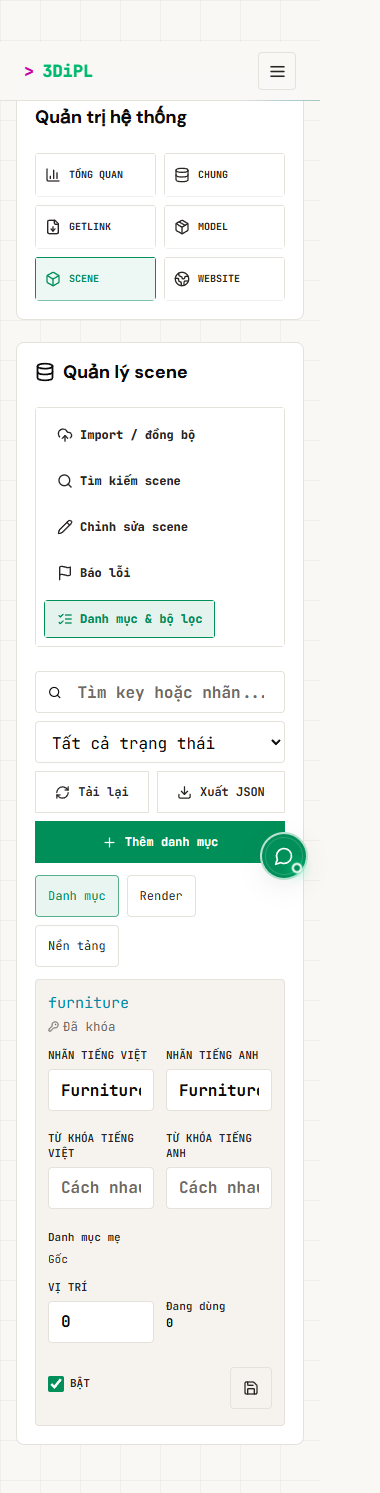 > 3DiPL
Quản trị hệ thống
TỔNG QUAN
CHUNG
GETLINK
MODEL
SCENE
WEBSITE
Quản lý scene
Import / đồng bộ
Tìm kiếm scene
Chỉnh sửa scene
Báo lỗi
Danh mục & bộ lọc
Tìm key hoặc nhãn...
Tất cả trạng thái
Tải lại
Xuất JSON
Thêm danh mục
Danh mục
Render
Nền tảng
furniture
Đã khóa
NHÃN TIẾNG VIỆT
NHÃN TIẾNG ANH
Furniture
Furniture
TỪ KHÓA TIẾNG
VIỆT
TỪ KHÓA TIẾNG
ANH
Cách nhau
Cách nhau
Danh mục mẹ
Gốc
VỊ TRÍ
Đang dùng
0
0
BẬT